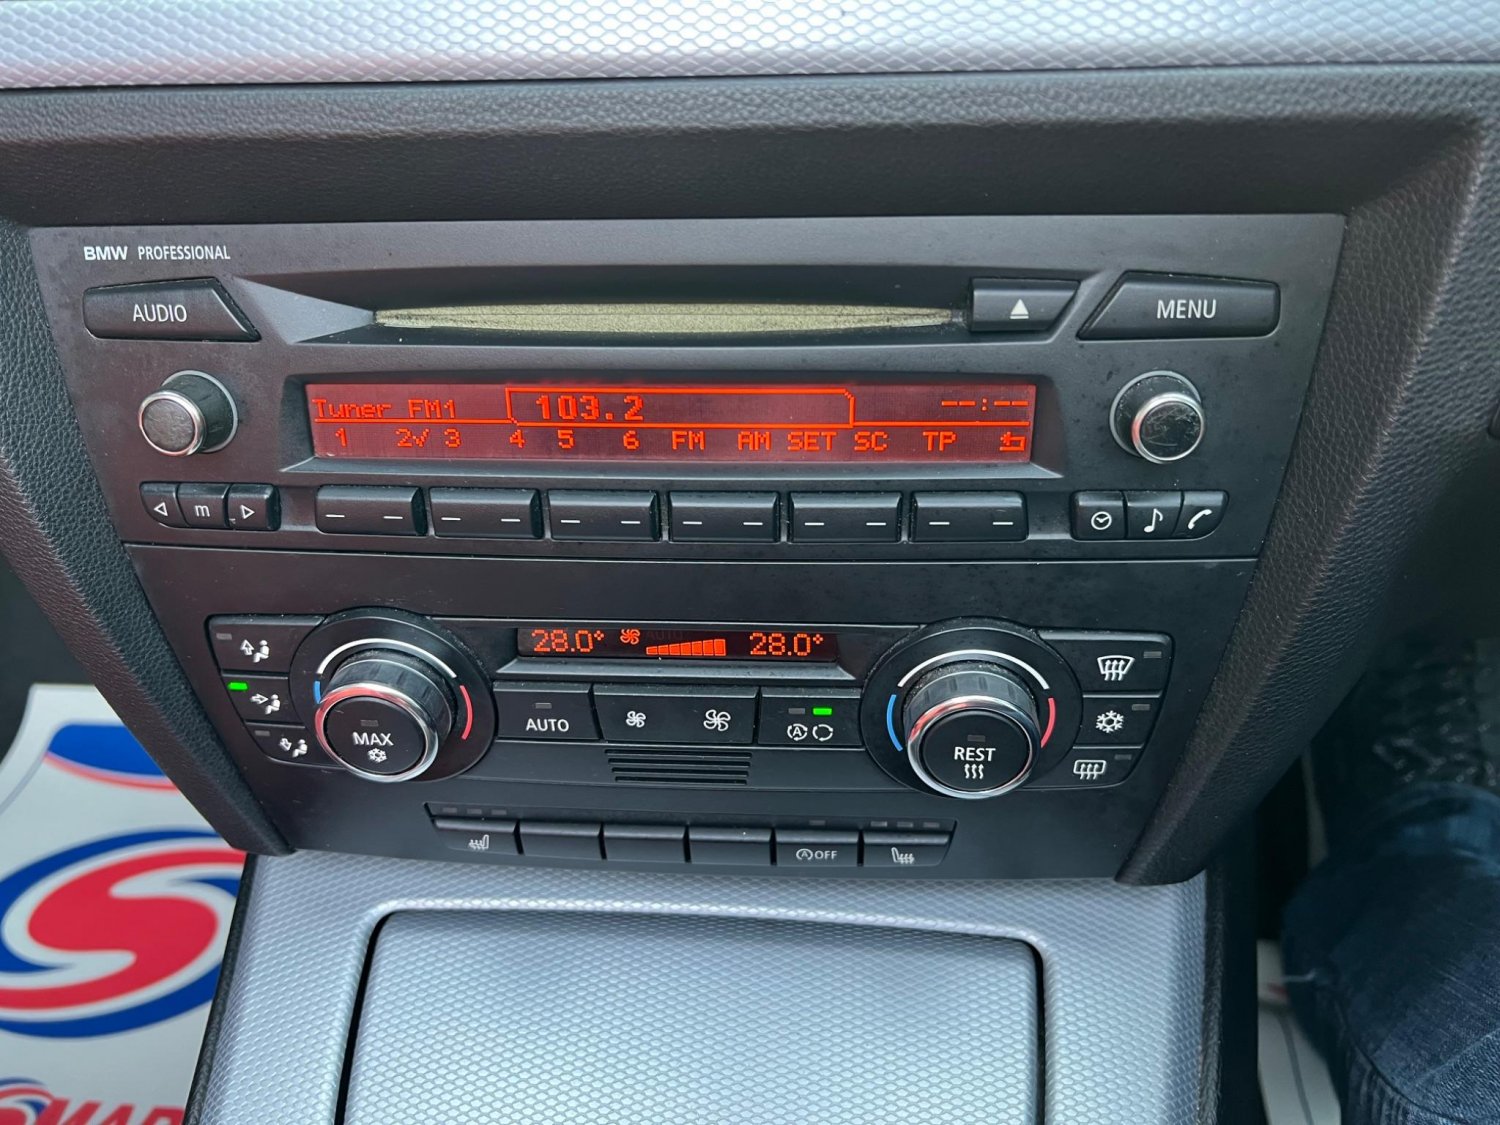 BMW PROFESSIONAL
AUDIO
MENU
Tuner FM1 103.2 --:--
1 2√ 3 4 5 6 FM AM SET SC TP
m
28.0° AUTO 28.0°
AUTO
A
MAX
REST
A OFF